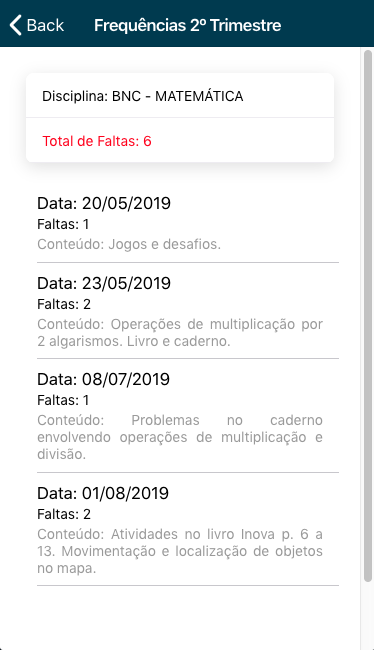 Back
Frequências 2º Trimestre
Disciplina: BNC - MATEMÁTICA
Total de Faltas: 6
Data: 20/05/2019
Faltas: 1
Conteúdo: Jogos e desafios.
Data: 23/05/2019
Faltas: 2
Conteúdo: Operações de multiplicação por
2 algarismos. Livro e caderno.
Data: 08/07/2019
Faltas: 1
Conteúdo: Problemas no caderno
envolvendo operações de multiplicação e
divisão.
Data: 01/08/2019
Faltas: 2
Conteúdo: Atividades no livro Inova p. 6 a
13. Movimentação e localização de objetos
no mapa.